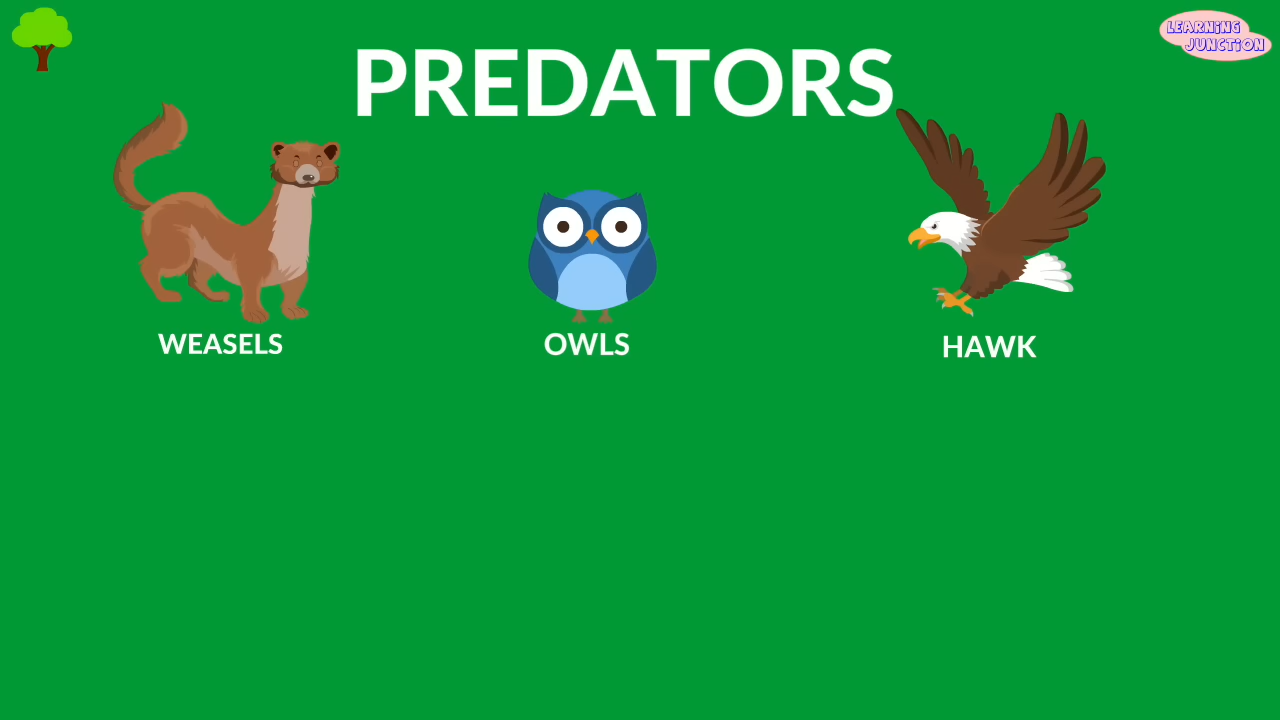 LEARNING
JUNCTION
PREDATORS
WEASELS
OWLS
HAWK